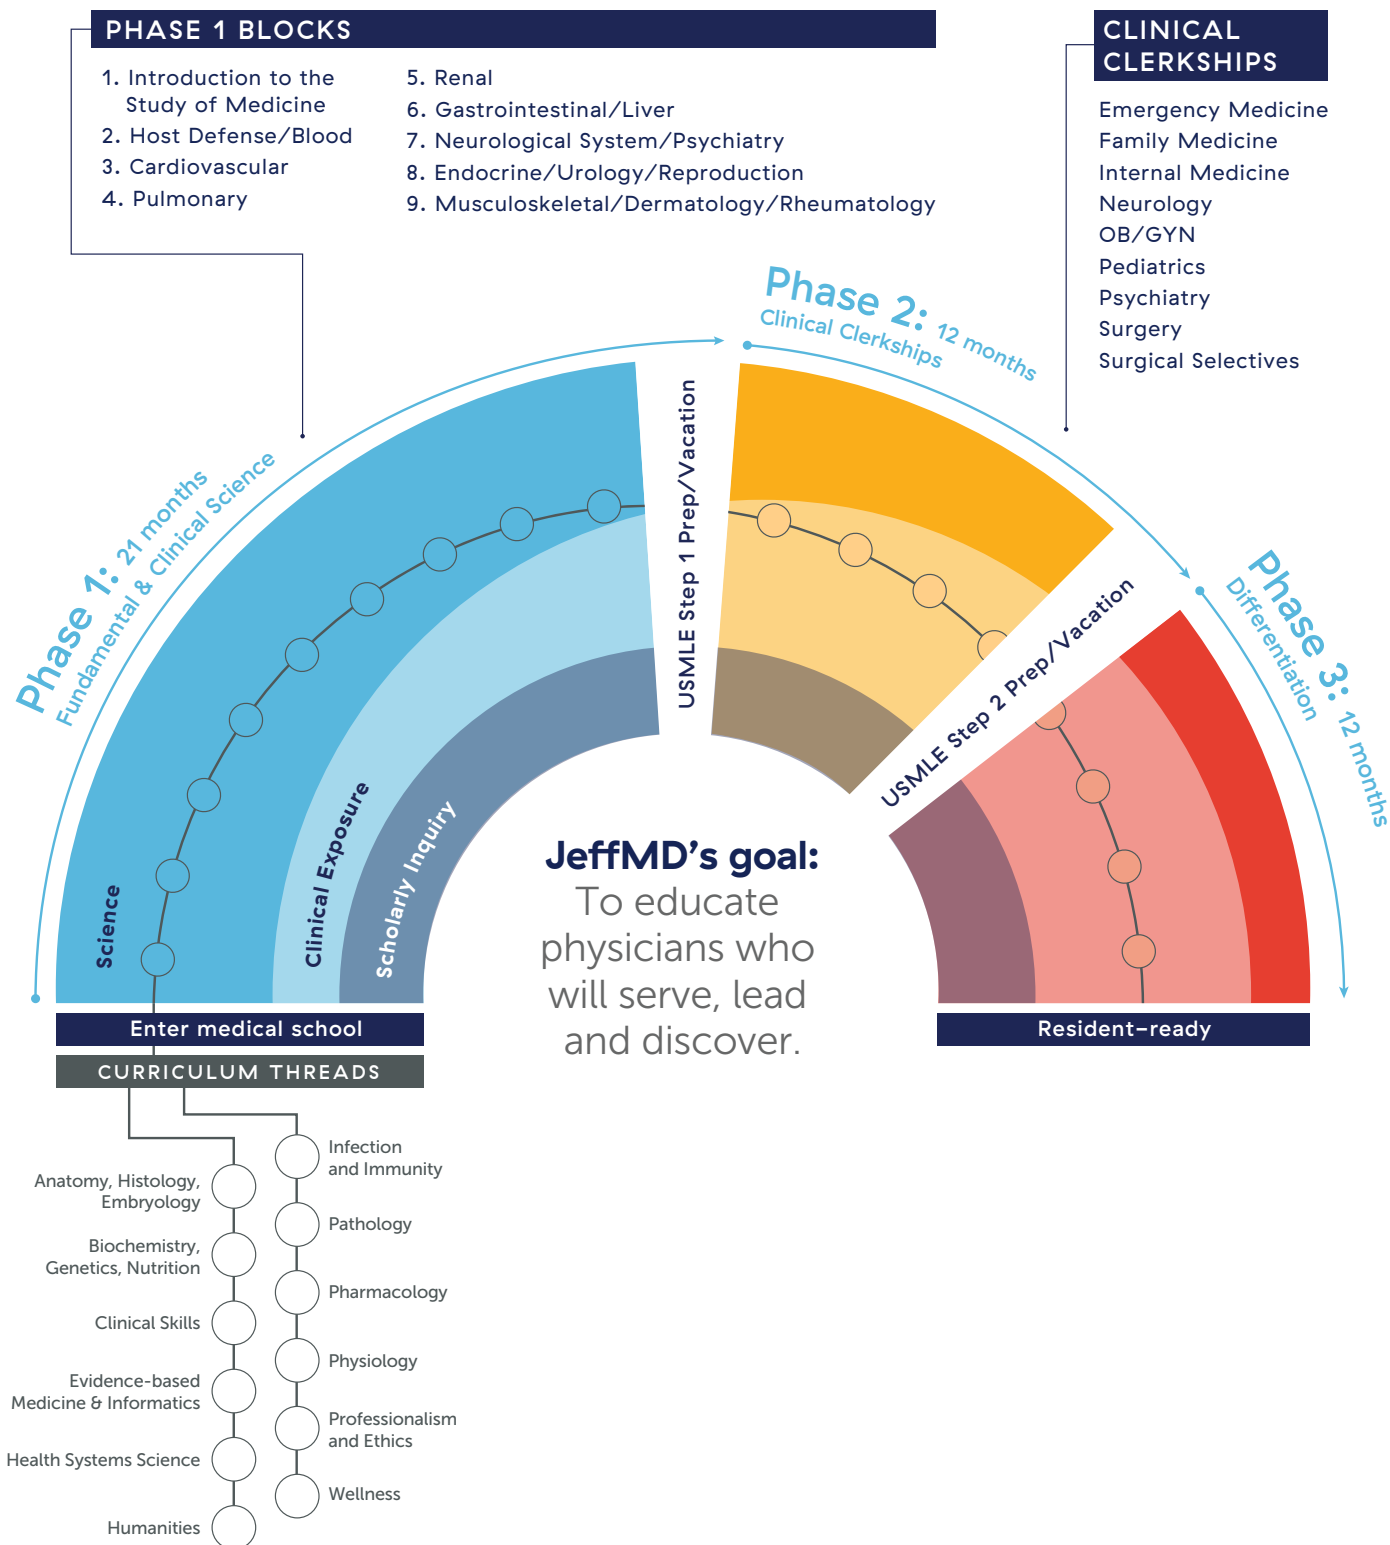 PHASE 1 BLOCKS
1. Introduction to the
Study of Medicine
2. Host Defense/Blood
3. Cardiovascular
4. Pulmonary
5. Renal
6. Gastrointestinal/Liver
7. Neurological System/Psychiatry
8. Endocrine/Urology/Reproduction
9. Musculoskeletal/Dermatology/Rheumatology
CLINICAL
CLERKSHIPS
Emergency Medicine
Family Medicine
Internal Medicine
Neurology
OB/GYN
Pediatrics
Psychiatry
Surgery
Surgical Selectives
Phase 1: 21 months
Fundamental & Clinical Science
Phase 2: 12 months
Clinical Clerkships
Phase 3: 12 months
Differentiation
USMLE Step 1 Prep/Vacation
USMLE Step 2 Prep/Vacation
Science
Clinical Exposure
Scholarly Inquiry
JeffMD’s goal:
To educate
physicians who
will serve, lead
and discover.
Enter medical school
Resident-ready
CURRICULUM THREADS
Anatomy, Histology,
Embryology
Biochemistry,
Genetics, Nutrition
Clinical Skills
Evidence-based
Medicine & Informatics
Health Systems Science
Humanities
Infection
and Immunity
Pathology
Pharmacology
Physiology
Professionalism
and Ethics
Wellness